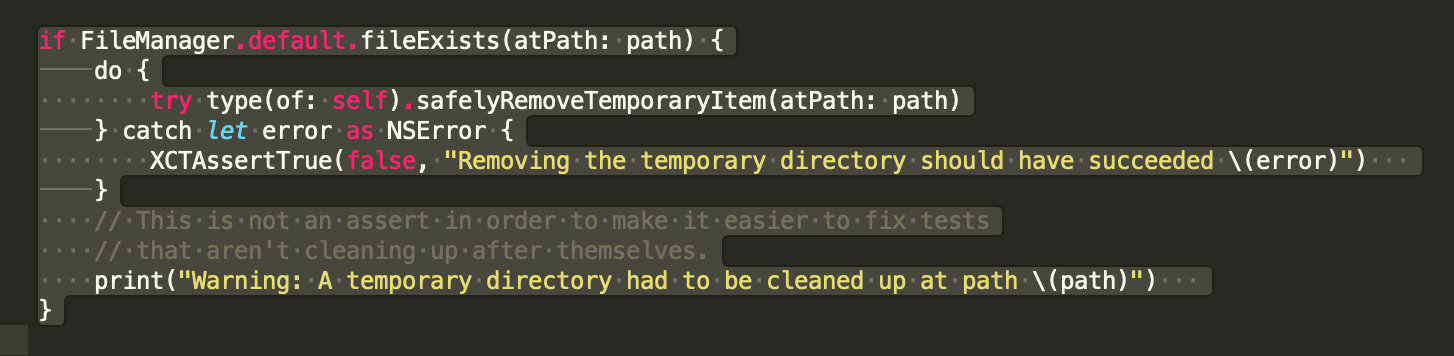 if FileManager.default.fileExists(atPath: path) {
    do {
        try type(of: self).safelyRemoveTemporaryItem(atPath: path)
    } catch let error as NSError {
        XCTAssertTrue(false, "Removing the temporary directory should have succeeded \(error)")
    }
    // This is not an assert in order to make it easier to fix tests
    // that aren't cleaning up after themselves.
    print("Warning: A temporary directory had to be cleaned up at path \(path)")
}